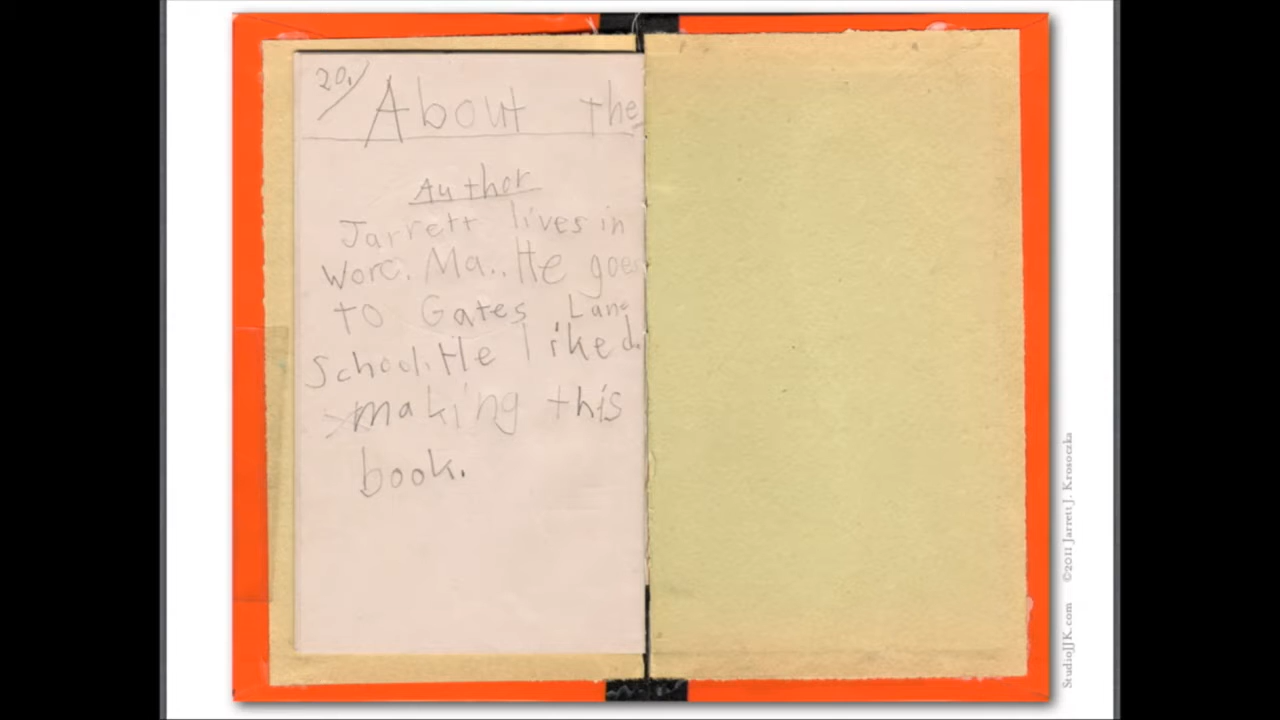 20.
About the
Author
Jarrett lives in
Worc. Ma.. He goes
to Gates Lane
School. He liked
making this
book.
StudioJJK.com ©2011 Jarrett J. Krosoczka